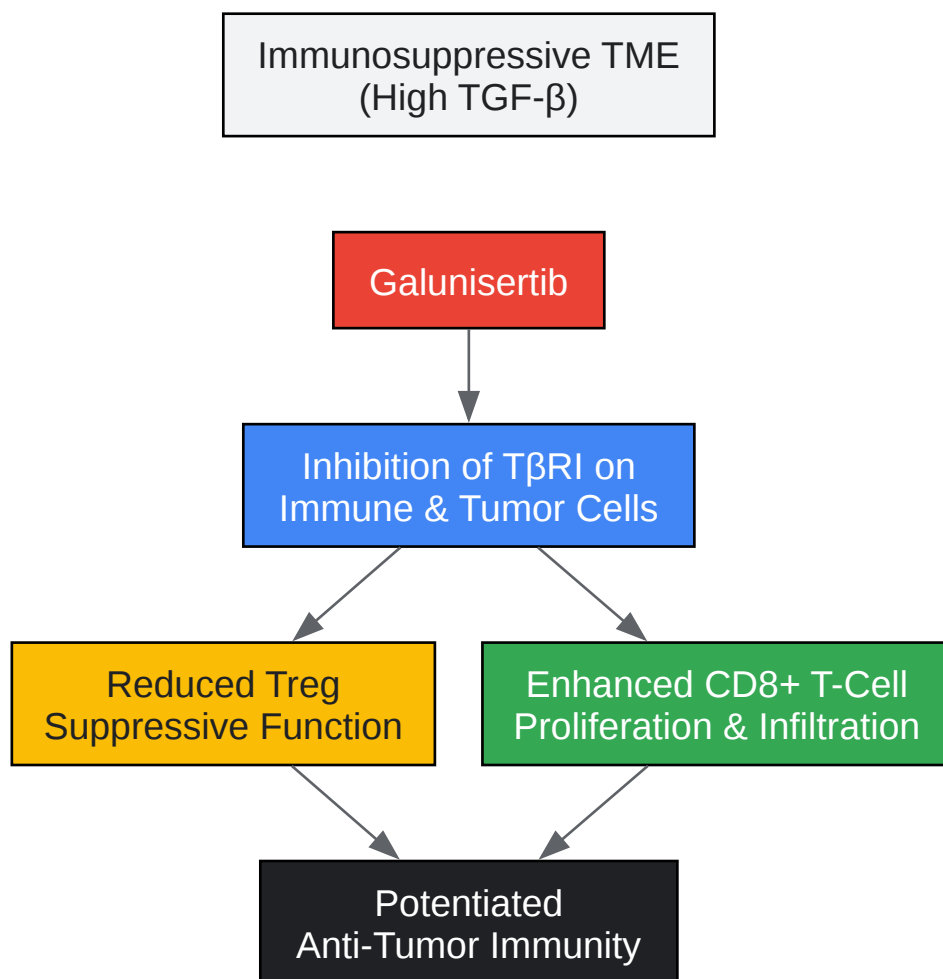 Immunosuppressive TME
(High TGF-β)
Galunisertib
Inhibition of TβRI on
Immune & Tumor Cells
Reduced Treg
Suppressive Function
Enhanced CD8+ T-Cell
Proliferation & Infiltration
Potentiated
Anti-Tumor Immunity